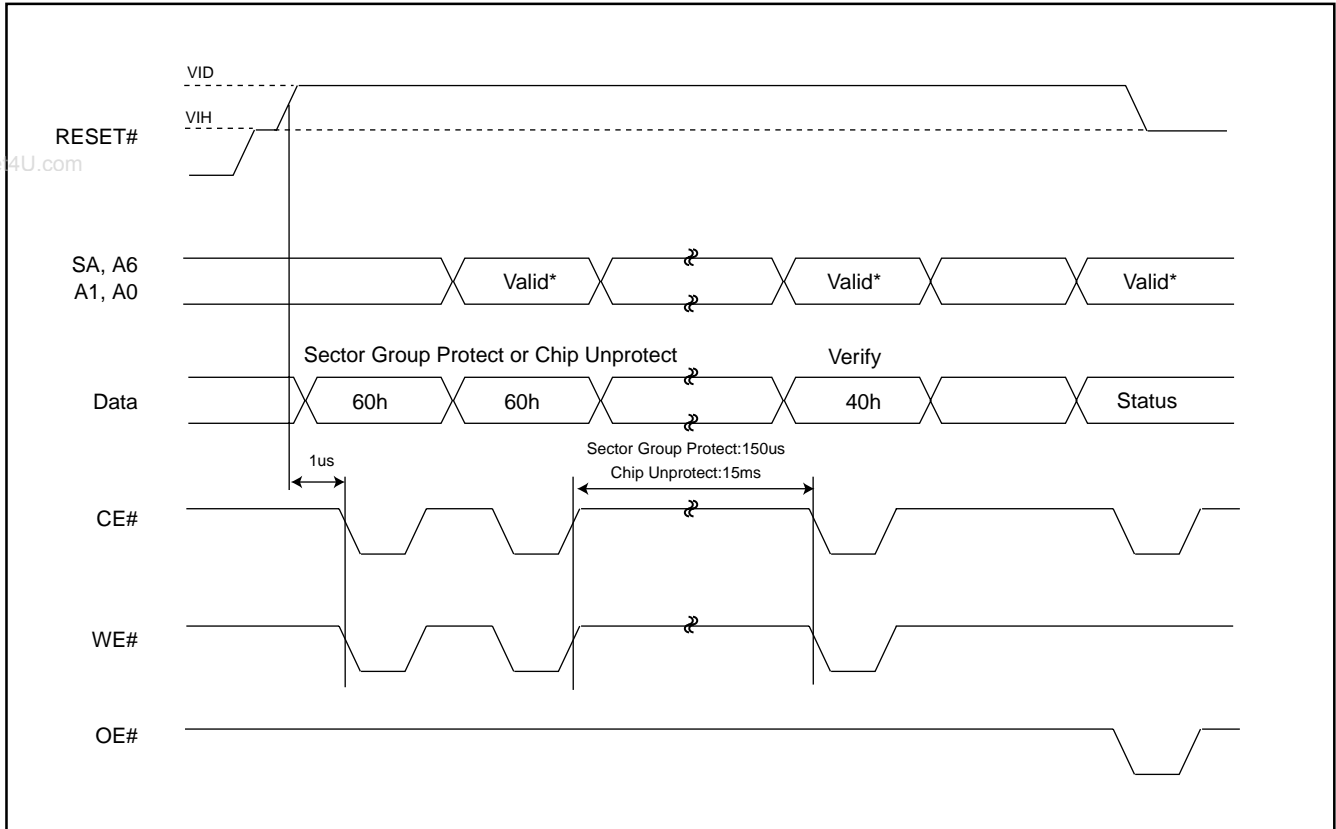 VID
VIH
RESET#
4U.com
SA, A6
A1, A0
Valid*
Valid*
Valid*
Sector Group Protect or Chip Unprotect
Verify
Data
60h
60h
40h
Status
1us
Sector Group Protect:150us
Chip Unprotect:15ms
CE#
WE#
OE#